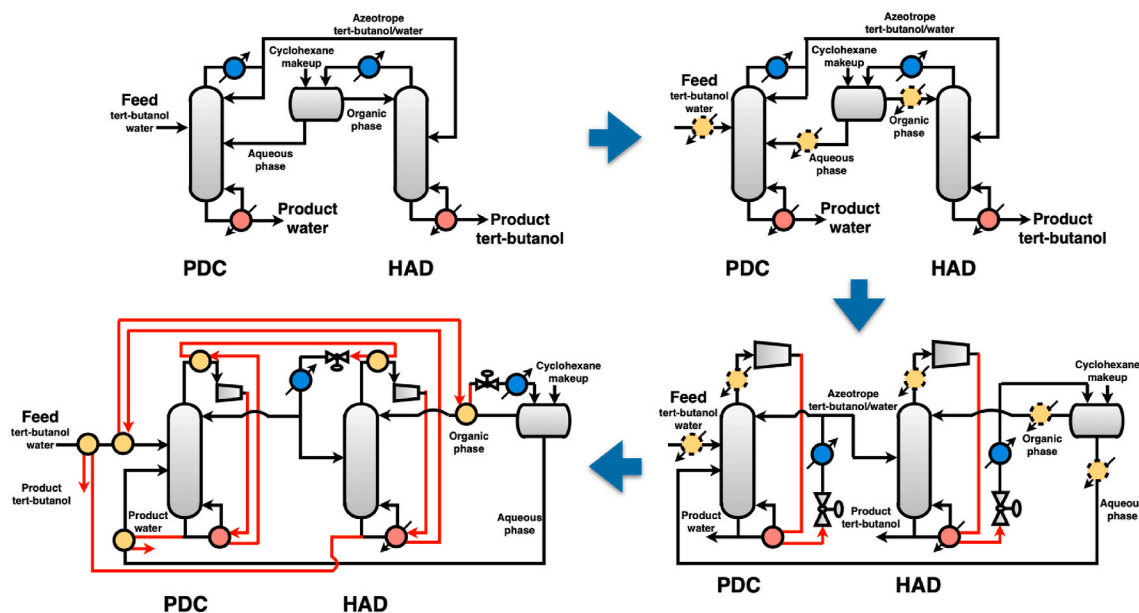 Azeotrope
tert-butanol/water
Cyclohexane
makeup
Feed
tert-butanol
water
Organic
phase
Aqueous
phase
Product
water
Product
tert-butanol
PDC
HAD
Azeotrope
tert-butanol/water
Cyclohexane
makeup
Feed
tert-butanol
water
Organic
phase
Aqueous
phase
Product
water
Product
tert-butanol
PDC
HAD
Cyclohexane
makeup
Feed
tert-butanol
water
Organic
phase
Product
tert-butanol
Product
water
Aqueous
phase
PDC
HAD
Cyclohexane
makeup
Feed
tert-butanol
water
Azeotrope
tert-butanol/water
Organic
phase
Aqueous
phase
Product
water
Product
tert-butanol
PDC
HAD